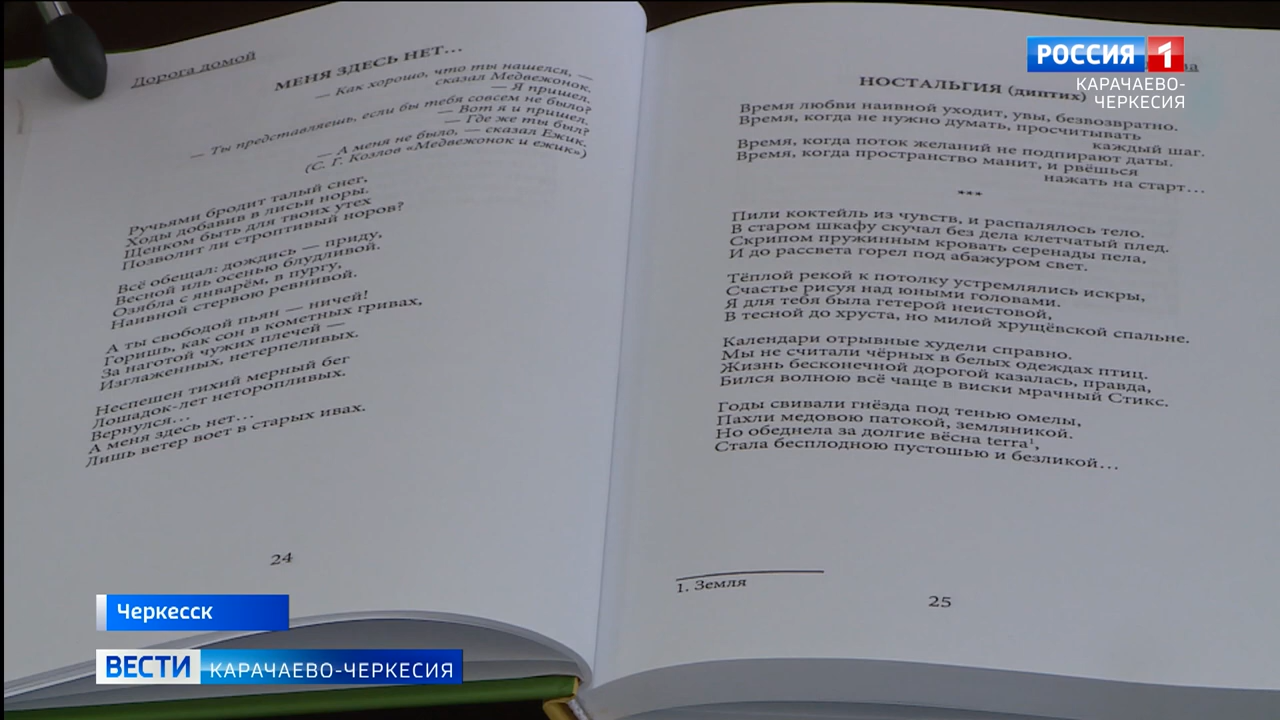 Дорога домой
МЕНЯ ЗДЕСЬ НЕТ…
— Как хорошо, что ты нашелся, —
сказал Медвежонок.
— Я пришел.
— Ты представляешь, если бы тебя совсем не было?
— Вот я и пришел.
— Где же ты был?
— А меня не было, — сказал Ежик.
(С. Г. Козлов «Медвежонок и ежик»)
Ручьями бродит талый снег,
Ходы добавив в лисьи норы.
Щенком быть для твоих утех
Позволит ли строптивый норов?
Всё обещал: дождись — приду,
Весной иль осенью блудливой.
Озябла с январём, в пургу,
Наивной стервою ревнивой.
А ты свободой пьян — ничей!
Горишь, как сон в кометных гривах,
За наготой чужих плечей —
Изглаженных, нетерпеливых.
Неспешен тихий мерный бег
Лошадок-лет неторопливых.
Вернулся…
А меня здесь нет…
Лишь ветер воет в старых ивах.
24
НОСТАЛЬГИЯ (диптих)
Время любви наивной уходит, увы, безвозвратно.
Время, когда не нужно думать, просчитывать
каждый шаг.
Время, когда поток желаний не подпирают даты.
Время, когда пространство манит, и рвёшься
нажать на старт…
***
Пили коктейль из чувств, и распалялось тело.
В старом шкафу скучал без дела клетчатый плед.
Скрипом пружинным кровать серенады пела,
И до рассвета горел под абажуром свет.
Тёплой рекой к потолку устремлялись искры,
Счастье рисуя над юными головами.
Я для тебя была гетерой неистовой,
В тесной до хруста, но милой хрущёвской спальне.
Календари отрывные худели справно.
Мы не считали чёрных в белых одеждах птиц.
Жизнь бесконечной дорогой казалась, правда,
Бился волною всё чаще в виски мрачный Стикс.
Годы свивали гнёзда под тенью омелы,
Пахли медовою патокой, земляникой.
Но обеднела за долгие вёсна terra¹,
Стала бесплодною пустошью и безликой…
1. Земля
25
РОССИЯ 1
КАРАЧАЕВО-
ЧЕРКЕСИЯ
Черкесск
ВЕСТИ КАРАЧАЕВО-ЧЕРКЕСИЯ